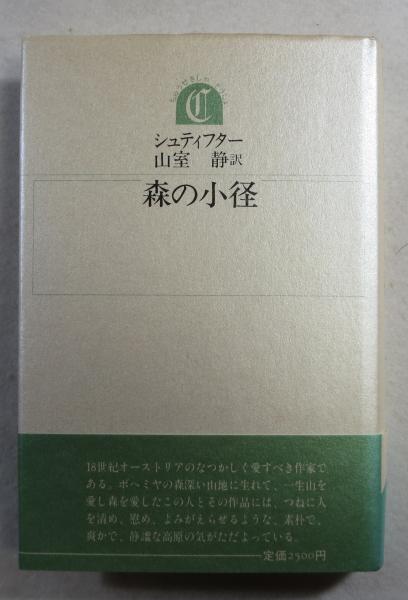 C
シュティフター
山室 静訳
森の小径
18世紀オーストリアのなつかしく愛すべき作家で
ある。ボヘミヤの森深い山地に生れて、一生山を
愛し森を愛したこの人とその作品には、つねに人
を清め、慰め、よみがえらせるような、素朴で、
爽かで、静謐な高原の気がただよっている。
定価2500円